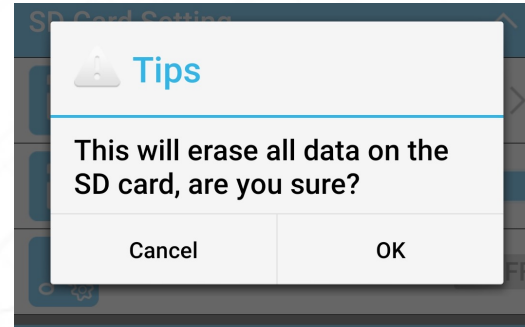 SD Card Setting
Tips
This will erase all data on the
SD card, are you sure?
Cancel
OK